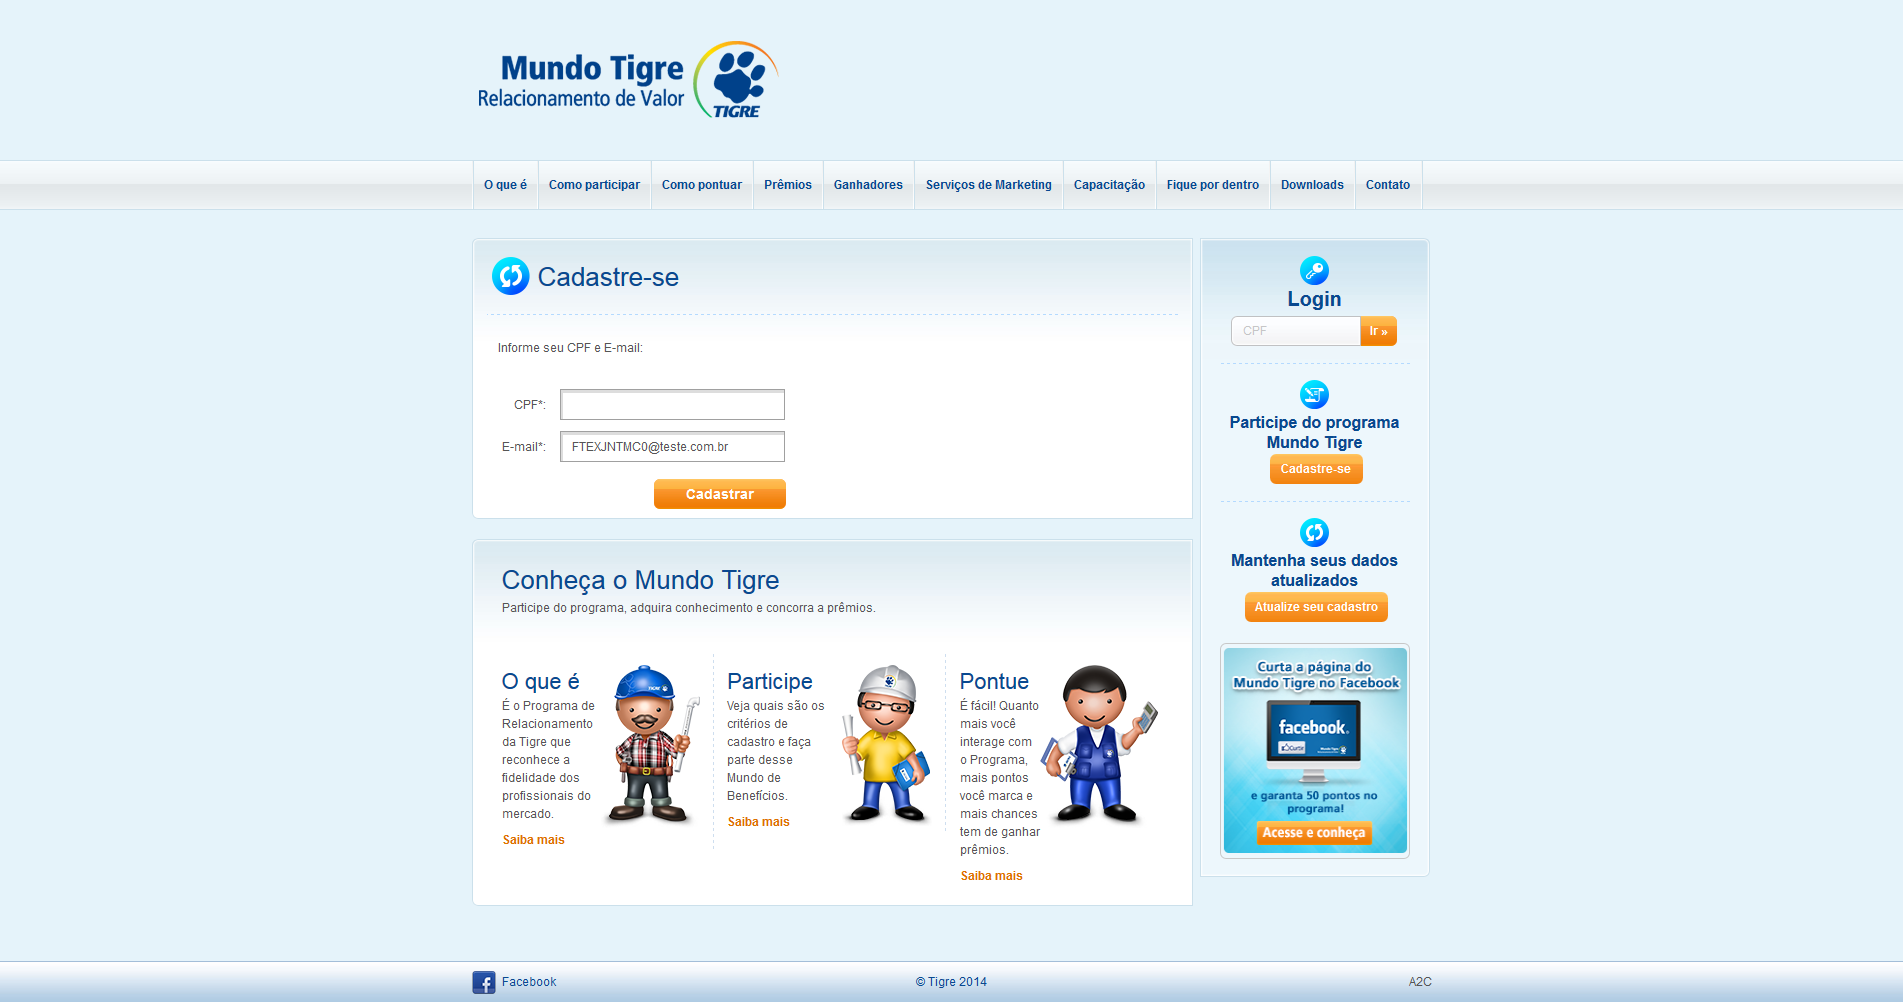 Mundo Tigre
Relacionamento de Valor
TIGRE
O que é
Como participar
Como pontuar
Prêmios
Ganhadores
Serviços de Marketing
Capacitação
Fique por dentro
Downloads
Contato
Cadastre-se
Informe seu CPF e E-mail:
CPF*:
E-mail*: FTEXJNTMC0@teste.com.br
Cadastrar
Conheça o Mundo Tigre
Participe do programa, adquira conhecimento e concorra a prêmios.
O que é
É o Programa de
Relacionamento
da Tigre que
reconhece a
fidelidade dos
profissionais do
mercado.
Saiba mais
TIGRE
Participe
Veja quais são os
critérios de
cadastro e faça
parte desse
Mundo de
Benefícios.
Saiba mais
Pontue
É fácil! Quanto
mais você
interage com
o Programa,
mais pontos
você marca e
mais chances
tem de ganhar
prêmios.
Saiba mais
Login
CPF
Ir »
Participe do programa
Mundo Tigre
Cadastre-se
Mantenha seus dados
atualizados
Atualize seu cadastro
Curta a página do
Mundo Tigre no Facebook
facebook
Curtir
e garanta 50 pontos no
programa!
Acesse e conheça
Facebook
© Tigre 2014
A2C